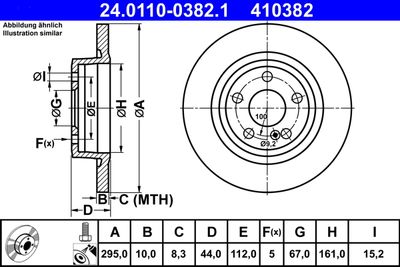 24.0110-0382.1 410382
Abbildung ähnlich
Illustration similar
ØI
ØG
ØE
ØH
ØA
F(x)
B
C (MTH)
D
100
Ø9,2
A B C D E F(x) G H I
295,0 10,0 8,3 44,0 112,0 5 67,0 161,0 15,2